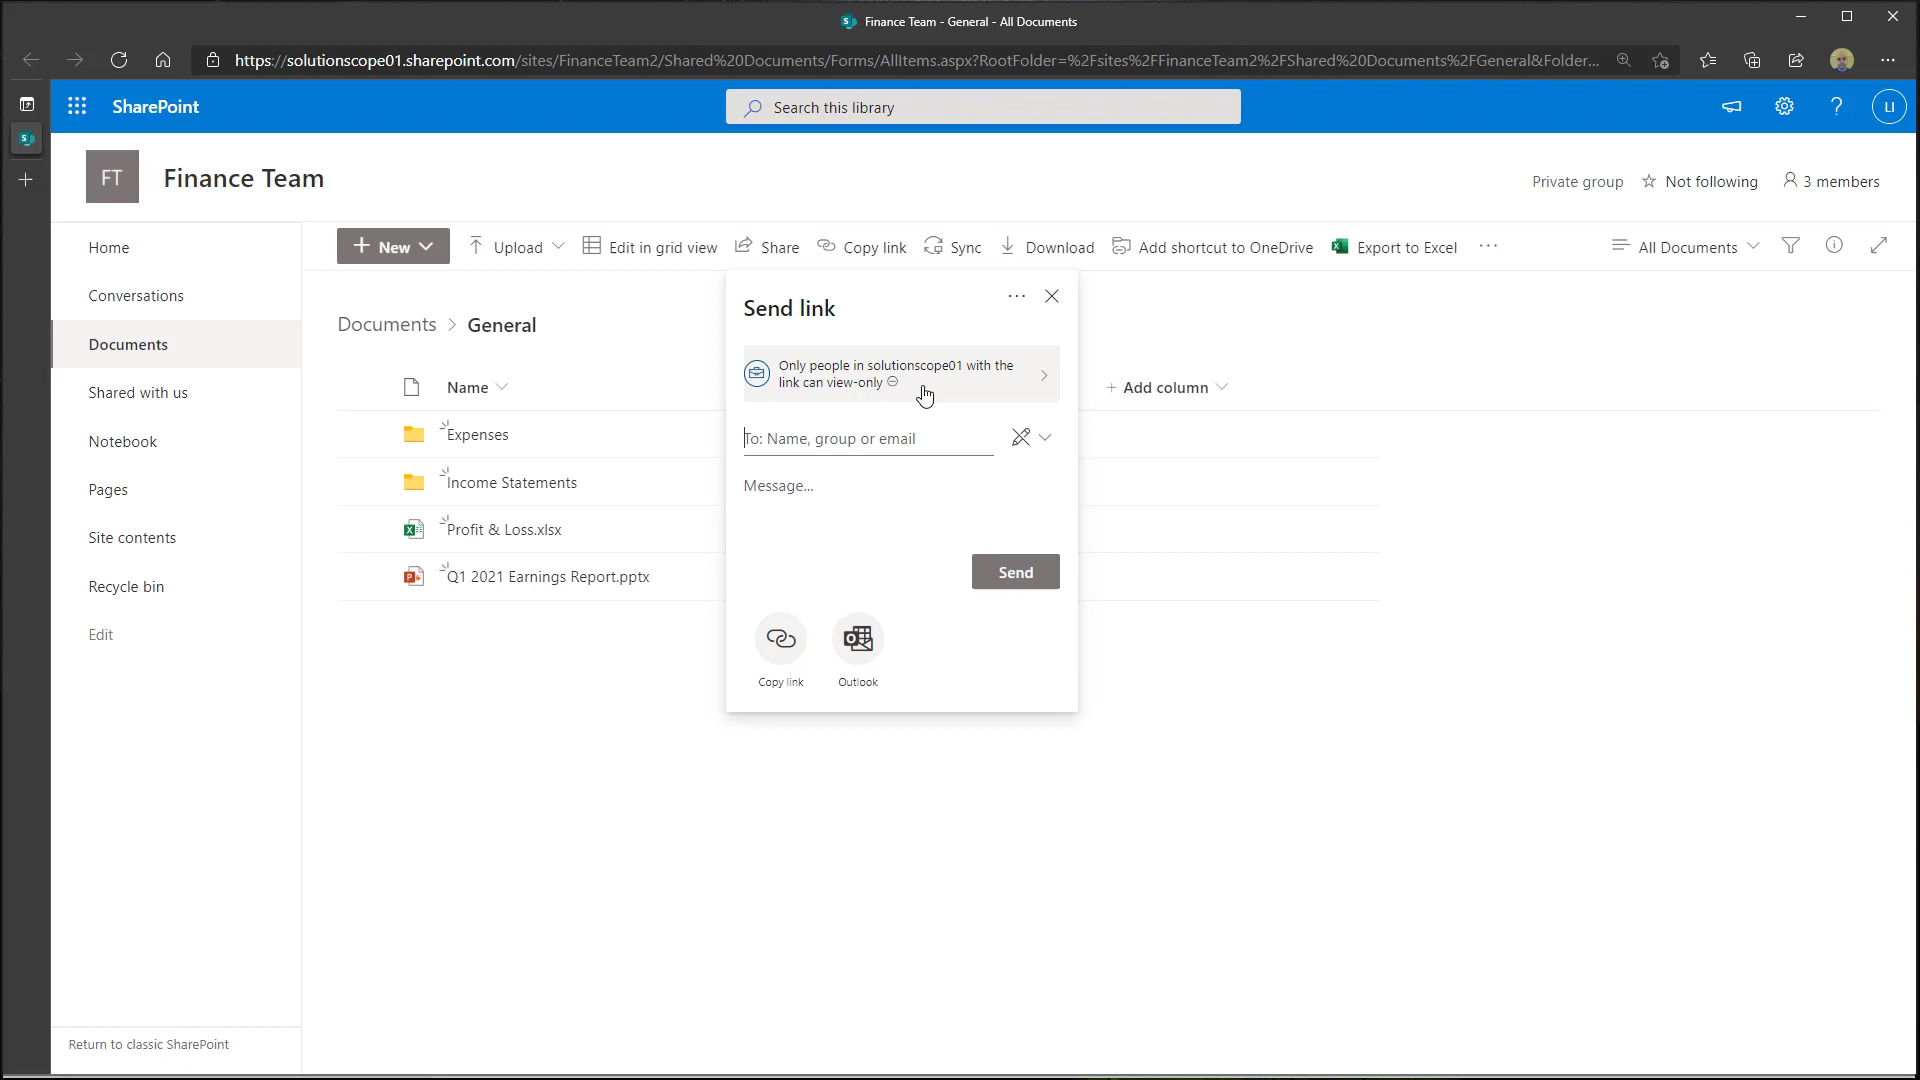 Finance Team - General - All Documents
https://solutionscope01.sharepoint.com/sites/FinanceTeam2/Shared%20Documents/Forms/AllItems.aspx?RootFolder=%2Fsites%2FFinanceTeam2%2FShared%20Documents%2FGeneral&Folder...
SharePoint
Search this library
LI
FT
Finance Team
Private group
Not following
3 members
Home
Conversations
Documents
Shared with us
Notebook
Pages
Site contents
Recycle bin
Edit
Return to classic SharePoint
+ New
Upload
Edit in grid view
Share
Copy link
Sync
Download
Add shortcut to OneDrive
Export to Excel
...
All Documents
Documents > General
Name
+ Add column
Expenses
Income Statements
Profit & Loss.xlsx
Q1 2021 Earnings Report.pptx
Send link
Only people in solutionscope01 with the
link can view-only
To: Name, group or email
Message...
Send
Copy link
Outlook